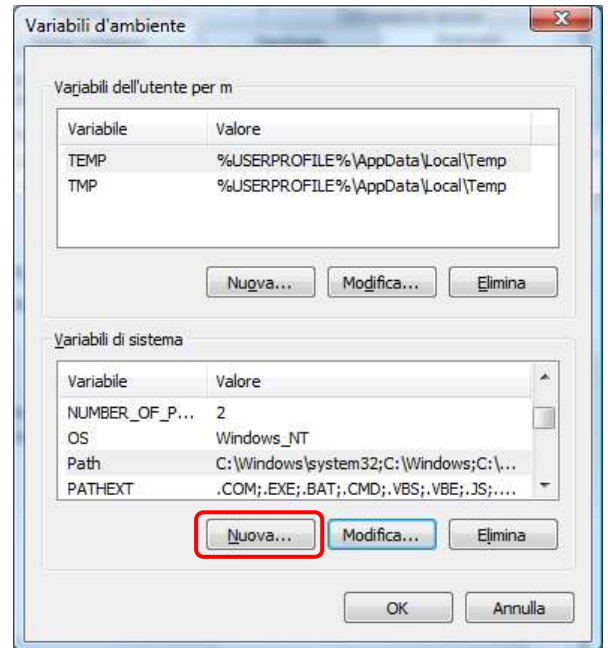 Variabili d'ambiente
Variabili dell'utente per m
Variabile Valore
TEMP %USERPROFILE%\AppData\Local\Temp
TMP %USERPROFILE%\AppData\Local\Temp
Nuova... Modifica... Elimina
Variabili di sistema
Variabile Valore
NUMBER_OF_P... 2
OS Windows_NT
Path C:\Windows\system32;C:\Windows;C:\...
PATHEXT .COM;.EXE;.BAT;.CMD;.VBS;.VBE;.JS;....
Nuova... Modifica... Elimina
OK Annulla